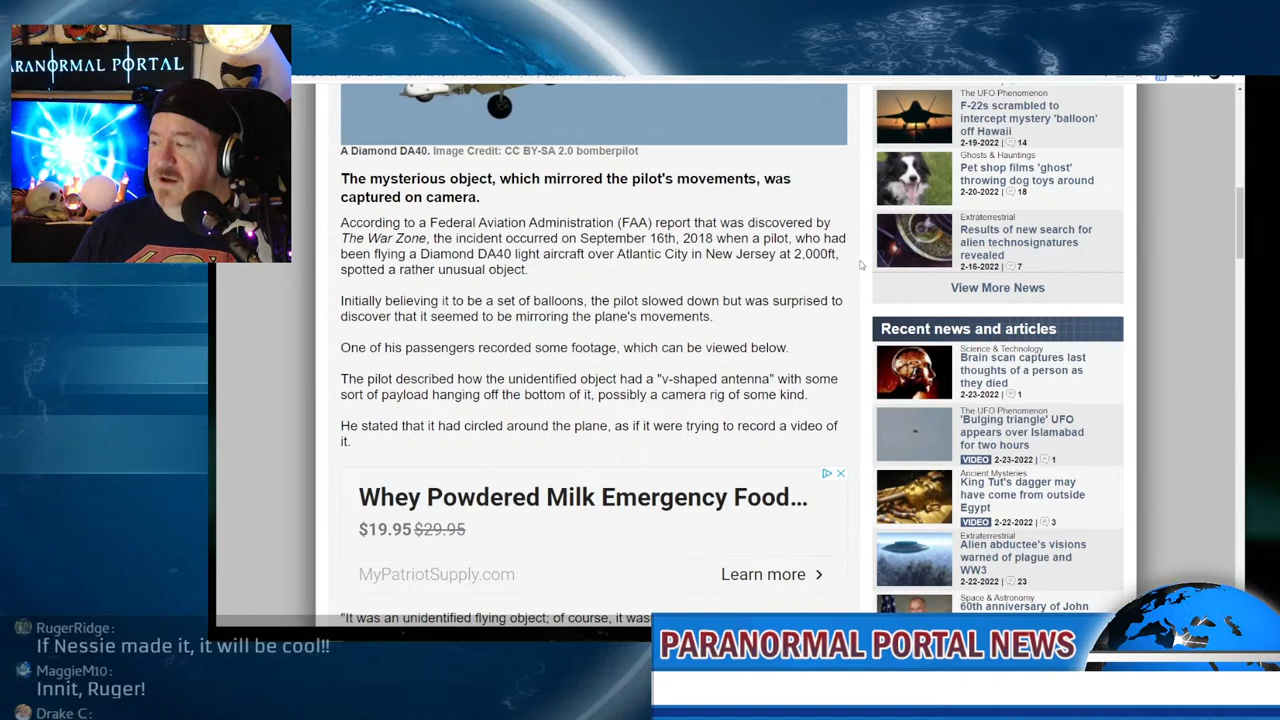 PARANORMAL PORTAL
A Diamond DA40. Image Credit: CC BY-SA 2.0 bomberpilot
The mysterious object, which mirrored the pilot's movements, was
captured on camera.
According to a Federal Aviation Administration (FAA) report that was discovered by
The War Zone, the incident occurred on September 16th, 2018 when a pilot, who had
been flying a Diamond DA40 light aircraft over Atlantic City in New Jersey at 2,000ft,
spotted a rather unusual object.
Initially believing it to be a set of balloons, the pilot slowed down but was surprised to
discover that it seemed to be mirroring the plane's movements.
One of his passengers recorded some footage, which can be viewed below.
The pilot described how the unidentified object had a "v-shaped antenna" with some
sort of payload hanging off the bottom of it, possibly a camera rig of some kind.
He stated that it had circled around the plane, as if it were trying to record a video of
it.
Whey Powdered Milk Emergency Food...
$19.95 $29.95
MyPatriotSupply.com Learn more
"It was an unidentified flying object; of course, it was
The UFO Phenomenon
F-22s scrambled to
intercept mystery 'balloon'
off Hawaii
2-19-2022 | 14
Ghosts & Hauntings
Pet shop films 'ghost'
throwing dog toys around
2-20-2022 | 18
Extraterrestrial
Results of new search for
alien technosignatures
revealed
2-16-2022 | 7
View More News
Recent news and articles
Science & Technology
Brain scan captures last
thoughts of a person as
they died
2-23-2022 | 1
The UFO Phenomenon
'Bulging triangle' UFO
appears over Islamabad
for two hours
VIDEO 2-23-2022 | 1
Ancient Mysteries
King Tut's dagger may
have come from outside
Egypt
VIDEO 2-22-2022 | 3
Extraterrestrial
Alien abductee's visions
warned of plague and
WW3
2-22-2022 | 23
Space & Astronomy
60th anniversary of John
RugerRidge:
If Nessie made it, it will be cool!!
MaggieM10:
Innit, Ruger!
Drake C:
PARANORMAL PORTAL NEWS